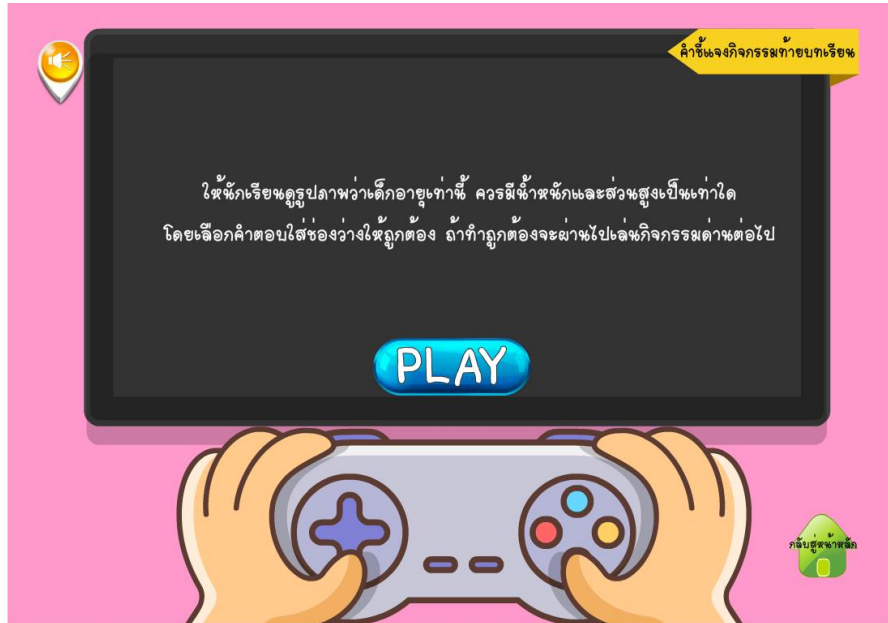 คำชี้แจงกิจกรรมท้ายบทเรียน
ให้นักเรียนดูรูปภาพว่าเด็กอายุเท่านี้ ควรมีน้ำหนักและส่วนสูงเป็นเท่าใด
โดยเลือกคำตอบใส่ช่องว่างให้ถูกต้อง ถ้าทำถูกต้องจะผ่านไปเล่นกิจกรรมด่านต่อไป
PLAY
กลับสู่หน้าหลัก